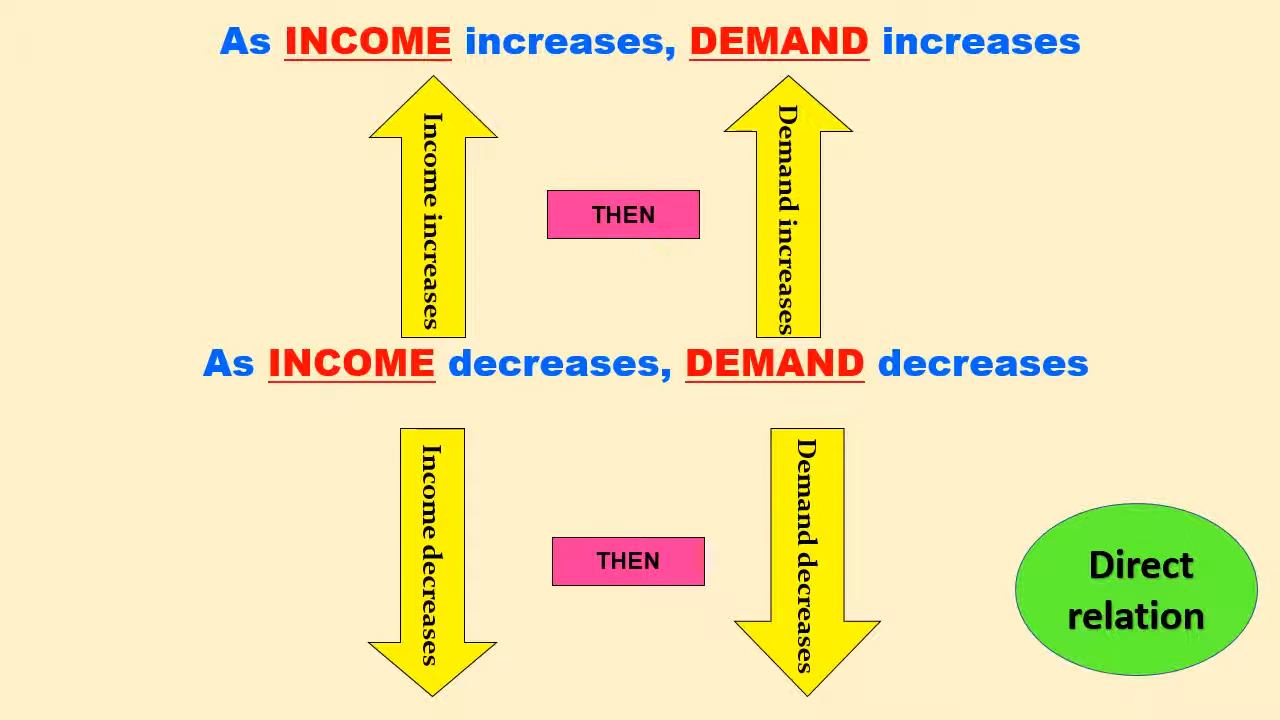 As INCOME increases, DEMAND increases
Income increases
THEN
Demand increases
As INCOME decreases, DEMAND decreases
Income decreases
THEN
Demand decreases
Direct
relation